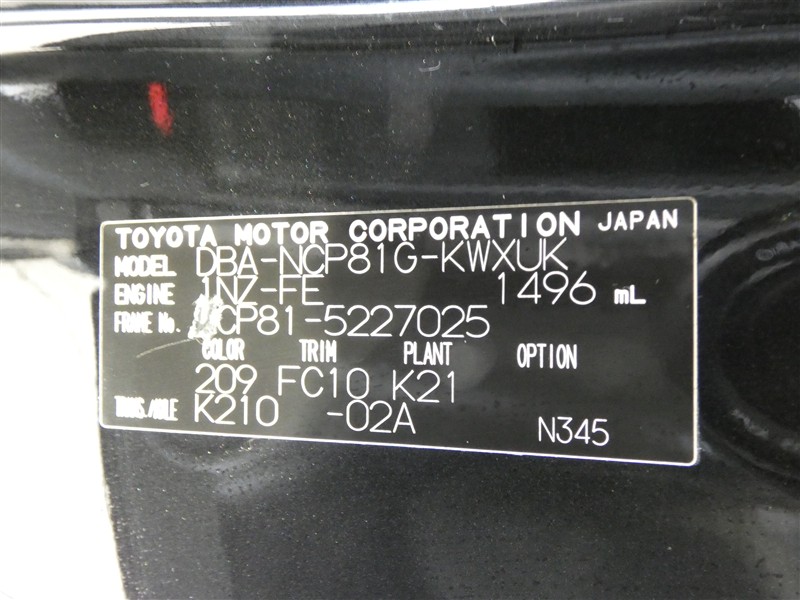 TOYOTA MOTOR CORPORATION JAPAN
MODEL DBA-NCP81G-KWXUK
ENGINE 1NZ-FE 1496 mL
FRAME No. CP81-5227025
COLOR TRIM PLANT OPTION
209 FC10 K21
TRANS./AXLE K210 -02A N345